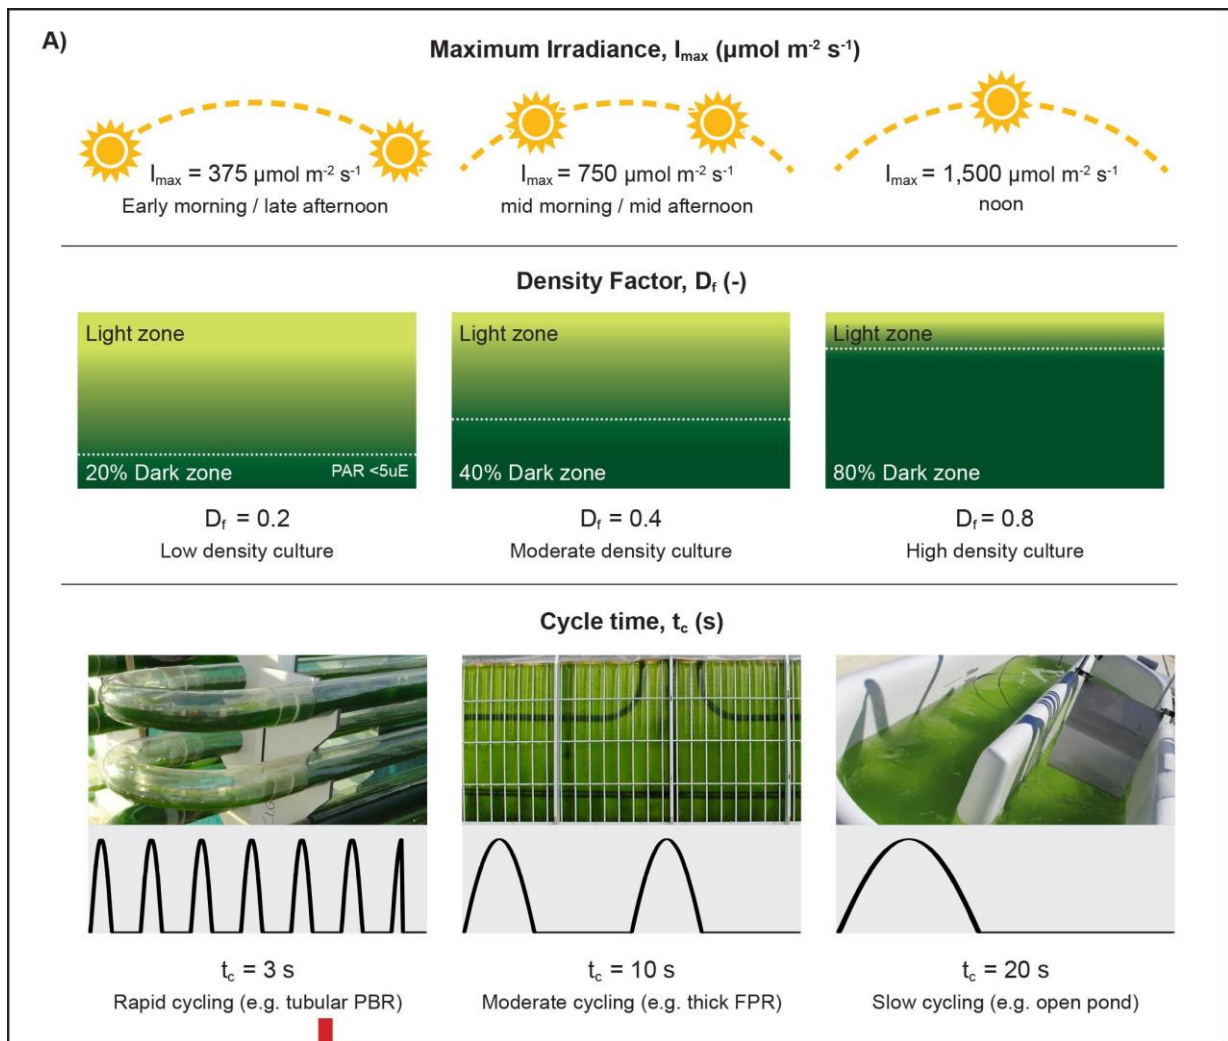 A)
Maximum Irradiance, Imax (µmol m-2 s-1)
Imax = 375 µmol m-2 s-1
Early morning / late afternoon
Imax = 750 µmol m-2 s-1
mid morning / mid afternoon
Imax = 1,500 µmol m-2 s-1
noon
Density Factor, Df (-)
Light zone
20% Dark zone
PAR <5uE
Light zone
40% Dark zone
Light zone
80% Dark zone
Df = 0.2
Low density culture
Df = 0.4
Moderate density culture
Df = 0.8
High density culture
Cycle time, tc (s)
tc = 3 s
Rapid cycling (e.g. tubular PBR)
tc = 10 s
Moderate cycling (e.g. thick FPR)
tc = 20 s
Slow cycling (e.g. open pond)